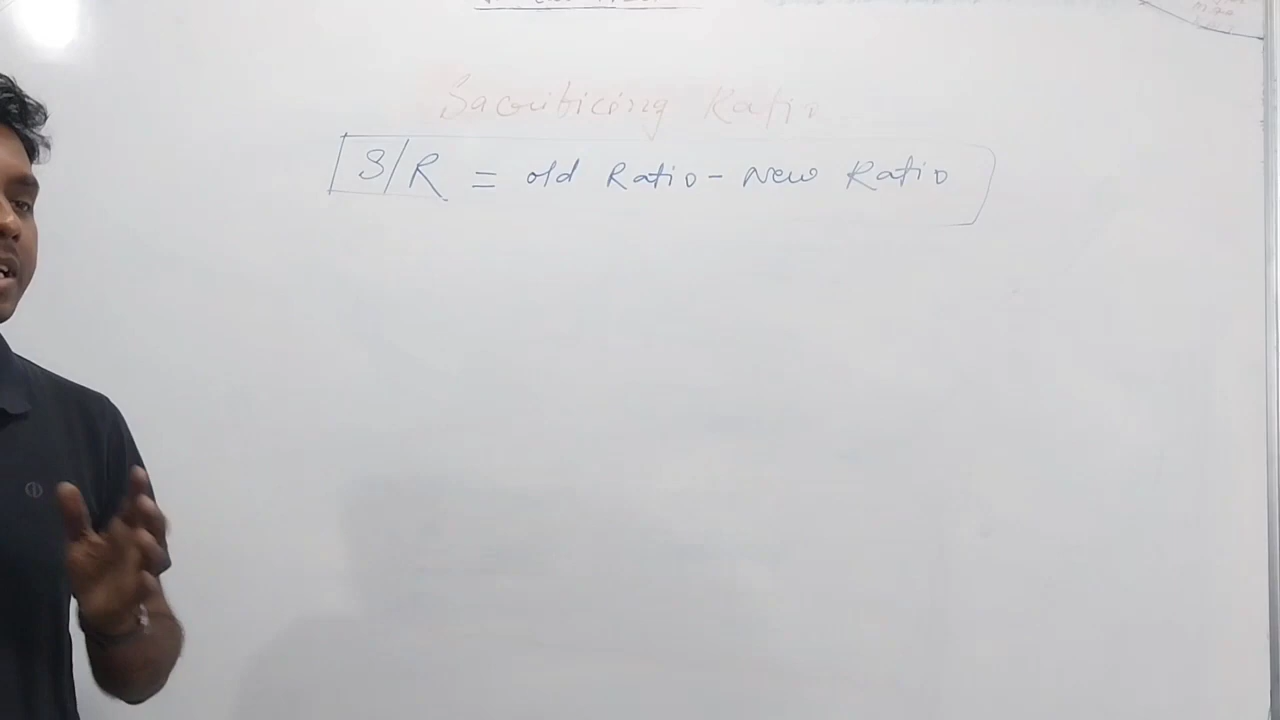 Sacrificing Ratio
S/R = old Ratio - New Ratio